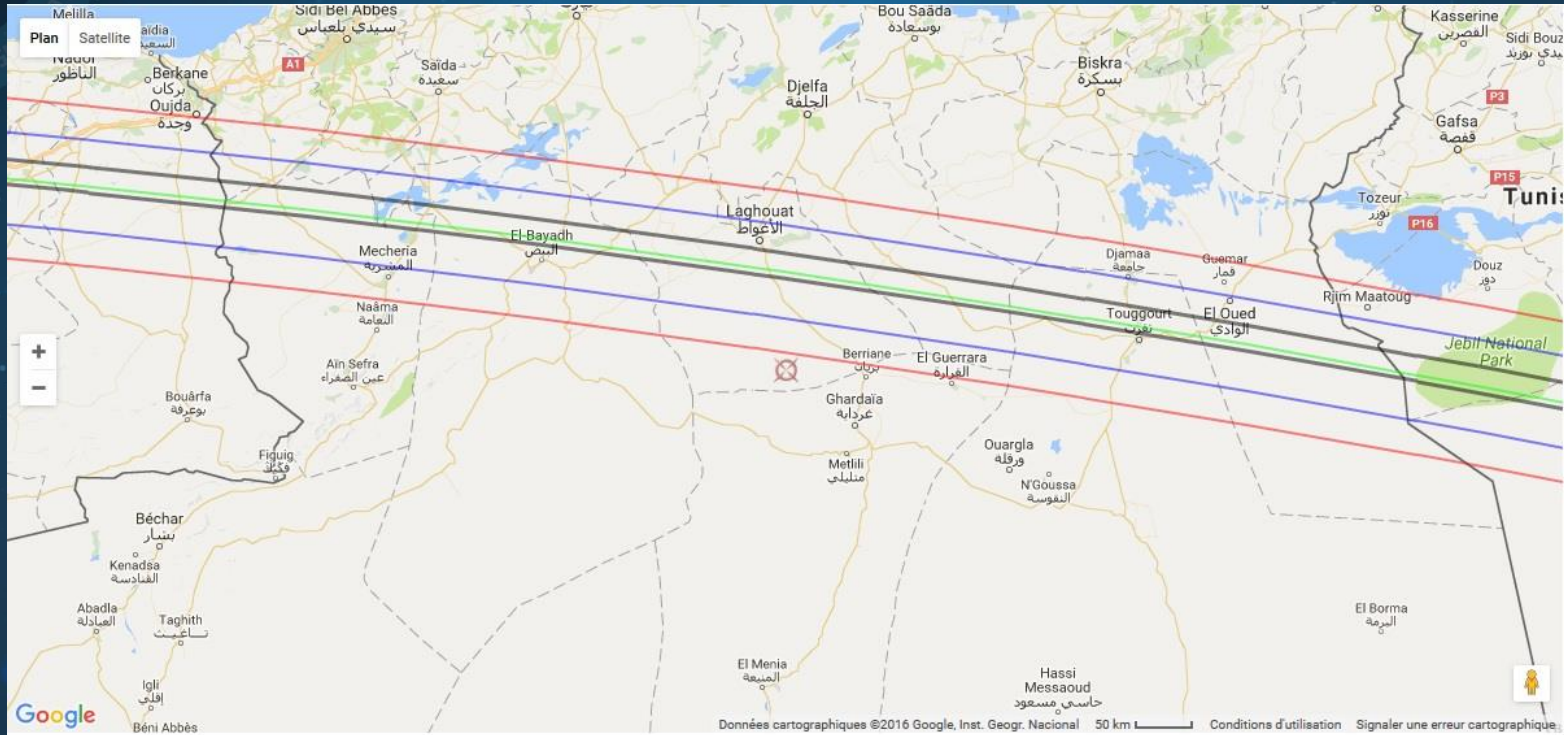 Melilla
Plan
Satellite
Nador
الناظور
aïdia
السعيد
Berkane
بركان
Oujda
وجدة
A1
Sidi Bel Abbes
سيدي بلعباس
Saïda
سعيدة
Bou Saâda
بوسعادة
Djelfa
الجلفة
Biskra
بسكرة
Kasserine
القصرين
Sidi Bouz
P3
Gafsa
قفصة
P15
Tozeur
توزر
P16
Laghouat
الأغواط
Mecheria
المشرية
El-Bayadh
البيض
Djamaa
جامعة
Guemar
قمار
Douz
دوز
Rjim Maatoug
Naâma
النعامة
Touggourt
تقرت
El Oued
الوادي
Jebil National
Park
Aïn Sefra
عين الصفراء
Berriane
بريان
El Guerrara
القرارة
Bouârfa
بوعرفة
Ghardaïa
غرداية
Figuig
فكيك
Metlili
متليلي
Ouargla
ورقلة
N'Goussa
النقوسة
Béchar
بشار
Kenadsa
القنادسة
Abadla
العبادلة
Taghith
تاغيت
El Borma
البرمة
Igli
إقلي
El Menia
المنيعة
Hassi
Messaoud
حاسي مسعود
Béni Abbès
Google
Données cartographiques ©2016 Google, Inst. Geogr. Nacional
50 km
Conditions d'utilisation
Signaler une erreur cartographique